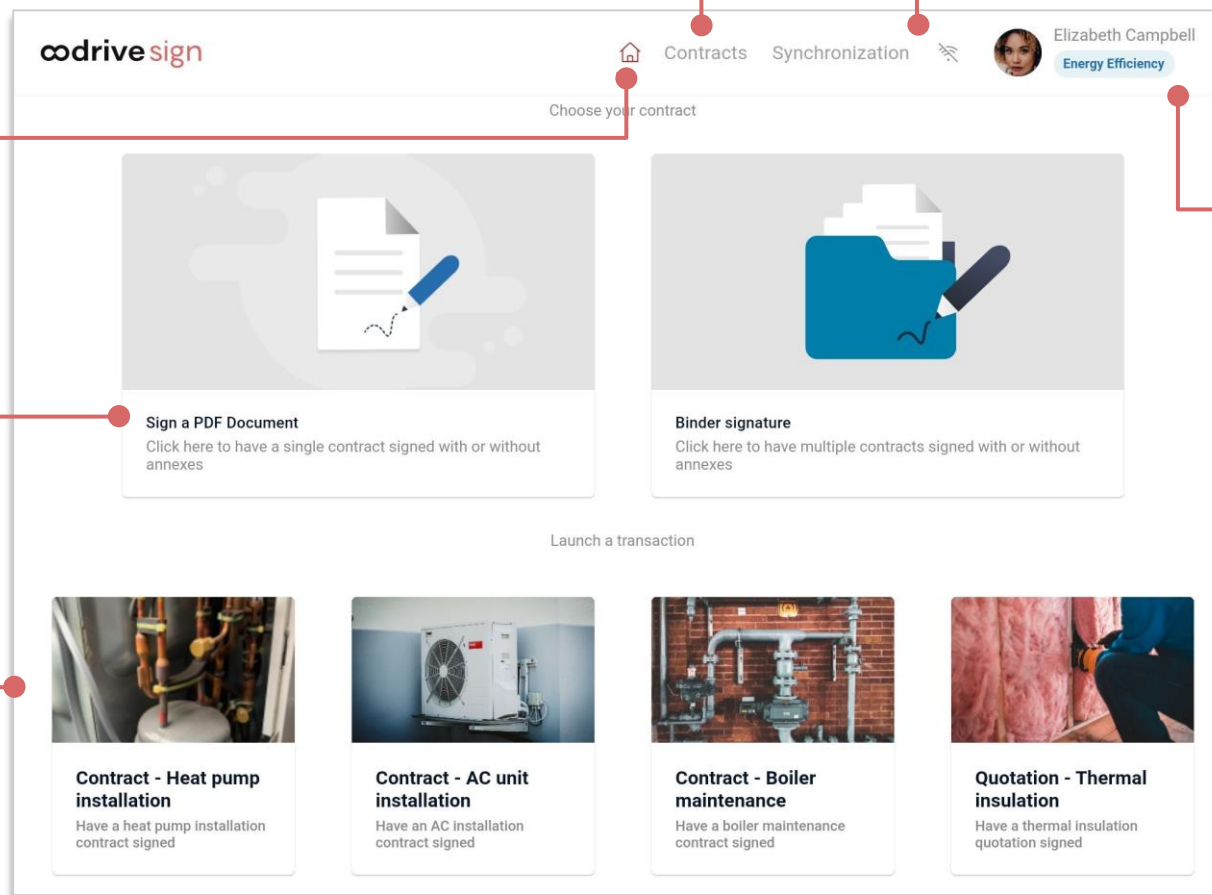 oodrive sign
Contracts Synchronization
Elizabeth Campbell
Energy Efficiency
Choose your contract
Sign a PDF Document
Click here to have a single contract signed with or without
annexes
Binder signature
Click here to have multiple contracts signed with or without
annexes
Launch a transaction
Contract - Heat pump
installation
Have a heat pump installation
contract signed
Contract - AC unit
installation
Have an AC installation
contract signed
Contract - Boiler
maintenance
Have a boiler maintenance
contract signed
Quotation - Thermal
insulation
Have a thermal insulation
quotation signed